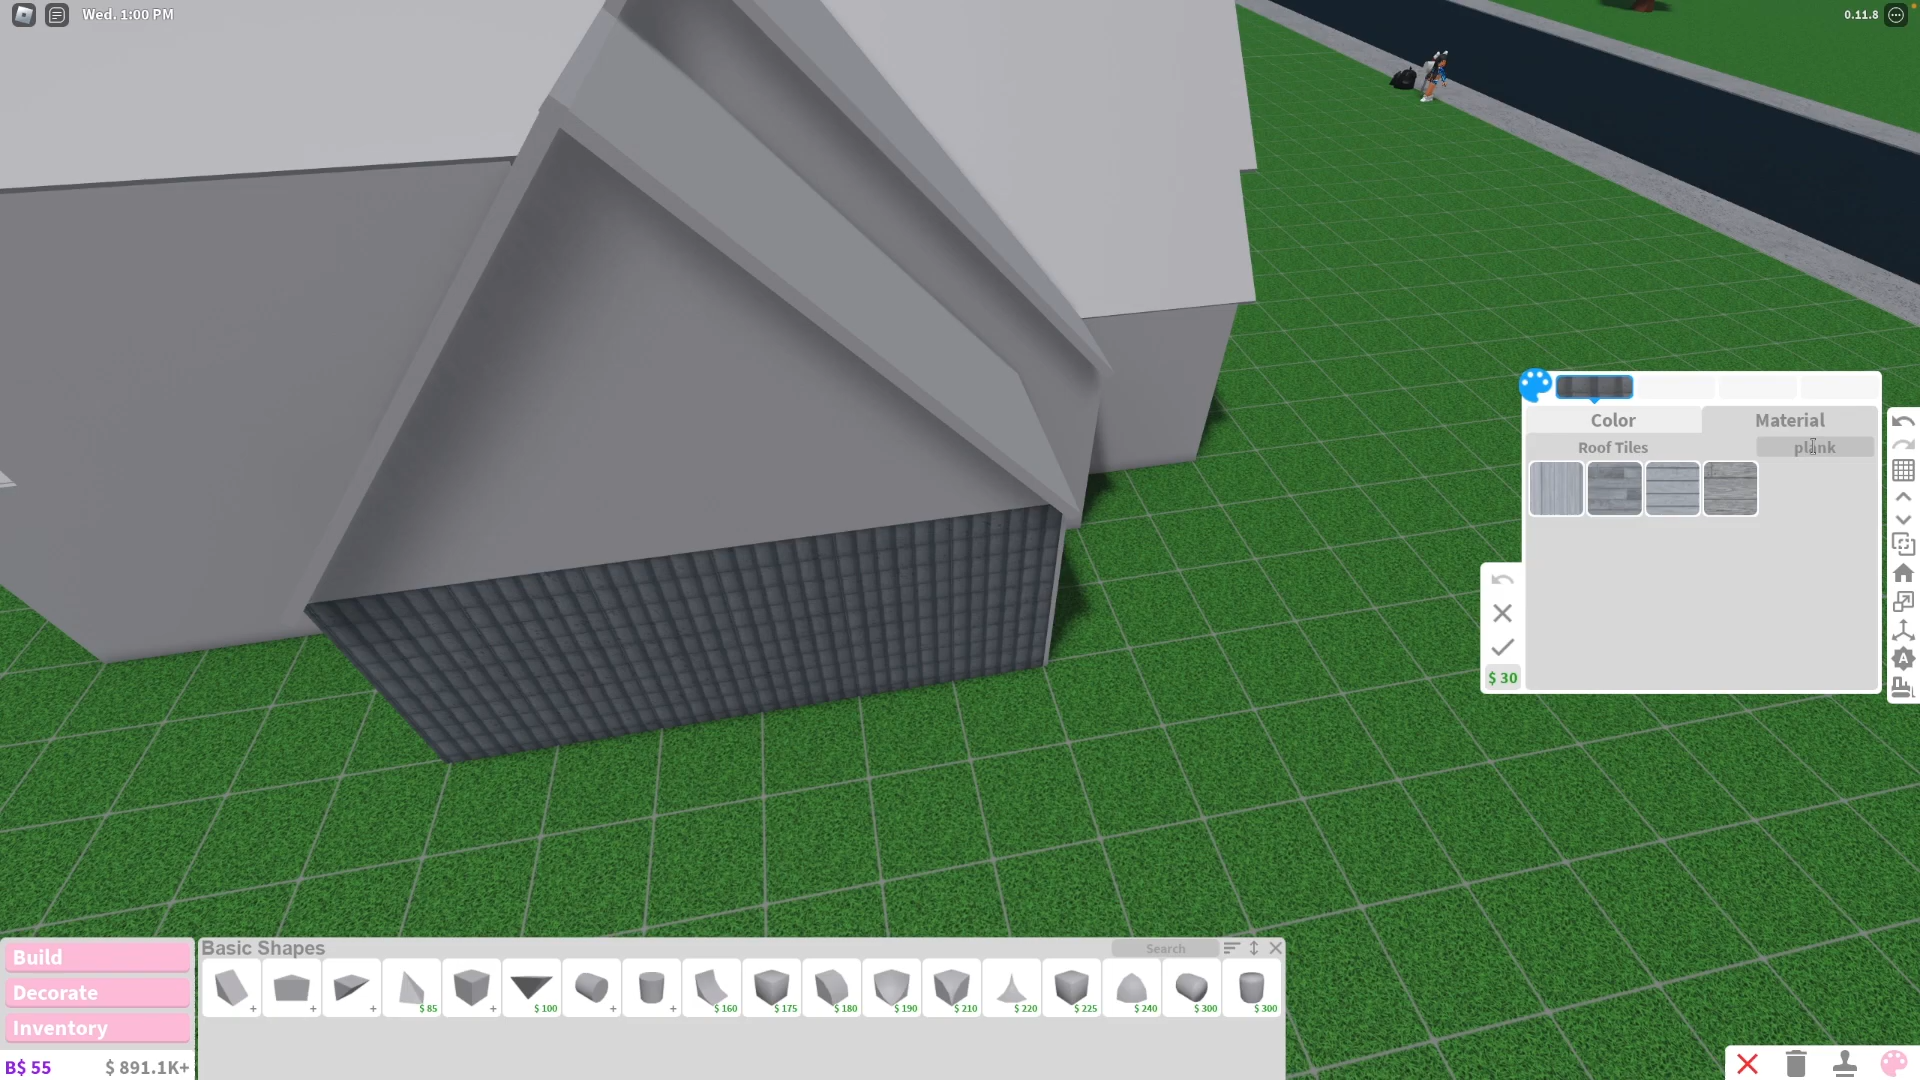 Wed. 1:00 PM
0.11.8
Color
Material
Roof Tiles
plank
$ 30
A
Build
Decorate
Inventory
B$ 55
$ 891.1K+
Basic Shapes
Search
+
+
+
$ 85
+
$ 100
+
+
$ 160
$ 175
$ 180
$ 190
$ 210
$ 220
$ 225
$ 240
$ 300
$ 300